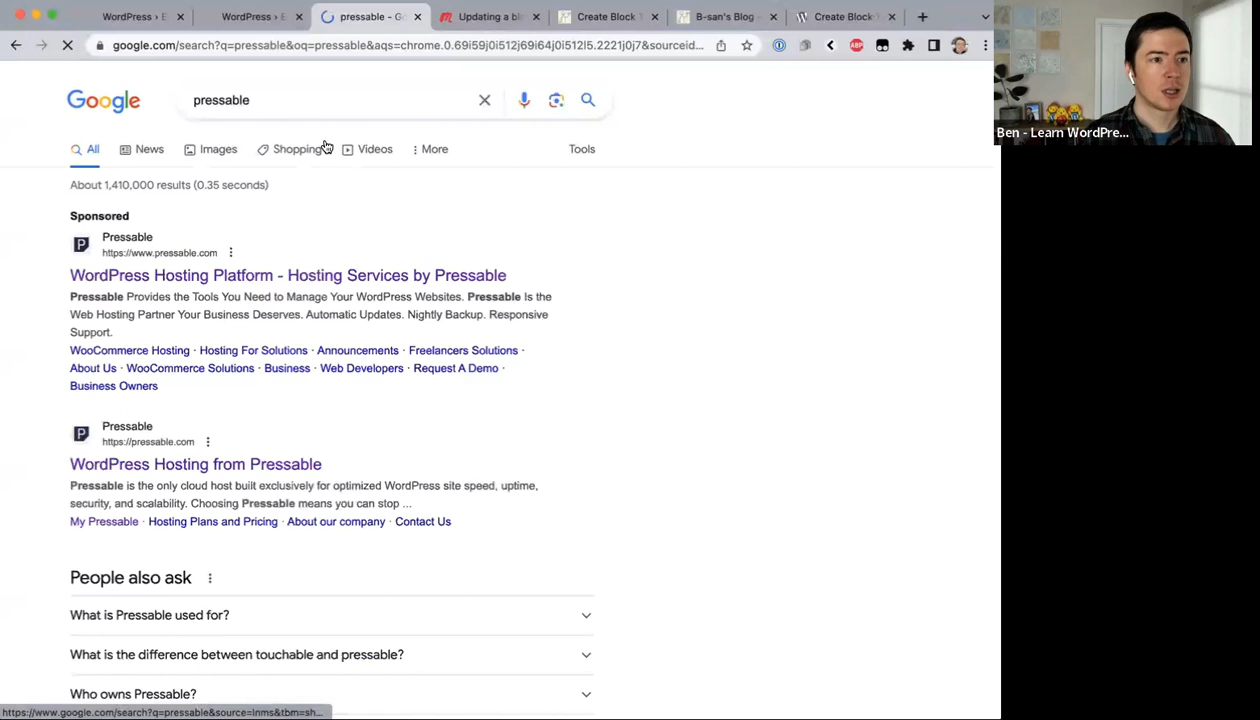 WordPress › E
WordPress › E
pressable - Go
Updating a bl
Create Block T
B-san's Blog –
Create Block T
google.com/search?q=pressable&oq=pressable&aqs=chrome.0.69i59j0i512j69i64j0i512l5.2221j0j7&sourceid...
ABP
Google
pressable
All
News
Images
Shopping
Videos
More
Tools
About 1,410,000 results (0.35 seconds)
Sponsored
P
Pressable
https://www.pressable.com
WordPress Hosting Platform - Hosting Services by Pressable
Pressable Provides the Tools You Need to Manage Your WordPress Websites. Pressable Is the
Web Hosting Partner Your Business Deserves. Automatic Updates. Nightly Backup. Responsive
Support.
WooCommerce Hosting · Hosting For Solutions · Announcements · Freelancers Solutions ·
About Us · WooCommerce Solutions · Business · Web Developers · Request A Demo ·
Business Owners
P
Pressable
https://pressable.com
WordPress Hosting from Pressable
Pressable is the only cloud host built exclusively for optimized WordPress site speed, uptime,
security, and scalability. Choosing Pressable means you can stop ...
My Pressable · Hosting Plans and Pricing · About our company · Contact Us
People also ask
What is Pressable used for?
What is the difference between touchable and pressable?
Who owns Pressable?
https://www.google.com/search?q=pressable&source=lnms&tbm=sh...
Ben - Learn WordPre...